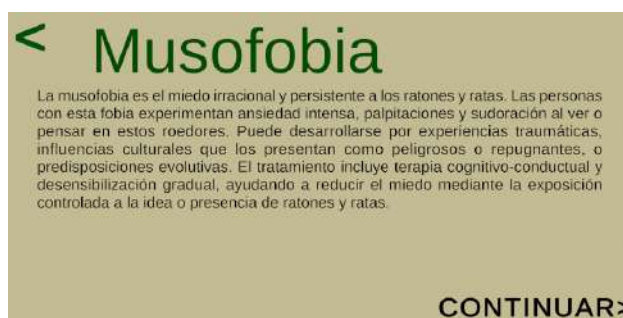 < Musofobia
La musofobia es el miedo irracional y persistente a los ratones y ratas. Las personas
con esta fobia experimentan ansiedad intensa, palpitaciones y sudoración al ver o
pensar en estos roedores. Puede desarrollarse por experiencias traumáticas,
influencias culturales que los presentan como peligrosos o repugnantes, o
predisposiciones evolutivas. El tratamiento incluye terapia cognitivo-conductual y
desensibilización gradual, ayudando a reducir el miedo mediante la exposición
controlada a la idea o presencia de ratones y ratas.
CONTINUAR>